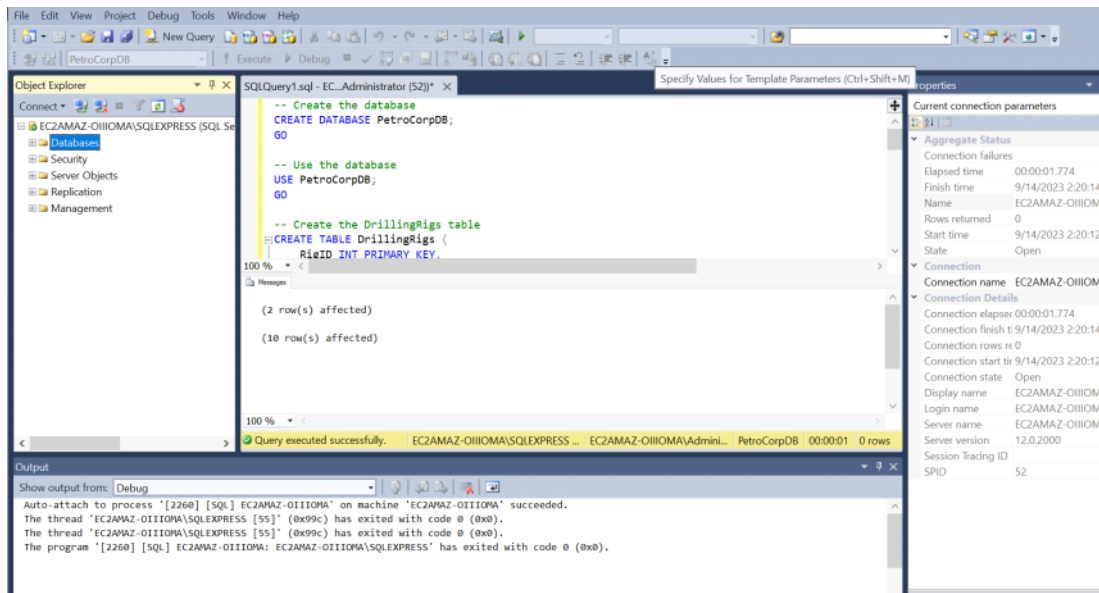 File Edit View Project Debug Tools Window Help
New Query
PetroCorpDB Execute Debug
Specify Values for Template Parameters (Ctrl+Shift+M)
Object Explorer
Connect
EC2AMAZ-OIIIOMA\SQLEXPRESS (SQL Se
Databases
Security
Server Objects
Replication
Management
SQLQuery1.sql - EC...Administrator (52))*
-- Create the database
CREATE DATABASE PetroCorpDB;
GO
-- Use the database
USE PetroCorpDB;
GO
-- Create the DrillingRigs table
CREATE TABLE DrillingRigs (
RigID INT PRIMARY KEY,
100 %
Messages
(2 row(s) affected)
(10 row(s) affected)
100 %
Query executed successfully. EC2AMAZ-OIIIOMA\SQLEXPRESS ... EC2AMAZ-OIIIOMA\Admini... PetroCorpDB 00:00:01 0 rows
roperties
Current connection parameters
Aggregate Status
Connection failures
Elapsed time 00:00:01.774
Finish time 9/14/2023 2:20:14
Name EC2AMAZ-OIIIOM
Rows returned 0
Start time 9/14/2023 2:20:12
State Open
Connection
Connection name EC2AMAZ-OIIIOM
Connection Details
Connection elapsec 00:00:01.774
Connection finish ti 9/14/2023 2:20:14
Connection rows re 0
Connection start tir 9/14/2023 2:20:12
Connection state Open
Display name EC2AMAZ-OIIIOM
Login name EC2AMAZ-OIIIOM
Server name EC2AMAZ-OIIIOM
Server version 12.0.2000
Session Tracing ID
SPID 52
Output
Show output from: Debug
Auto-attach to process '[2260] [SQL] EC2AMAZ-OIIIOMA' on machine 'EC2AMAZ-OIIIOMA' succeeded.
The thread 'EC2AMAZ-OIIIOMA\SQLEXPRESS [55]' (0x99c) has exited with code 0 (0x0).
The thread 'EC2AMAZ-OIIIOMA\SQLEXPRESS [55]' (0x99c) has exited with code 0 (0x0).
The program '[2260] [SQL] EC2AMAZ-OIIIOMA: EC2AMAZ-OIIIOMA\SQLEXPRESS' has exited with code 0 (0x0).